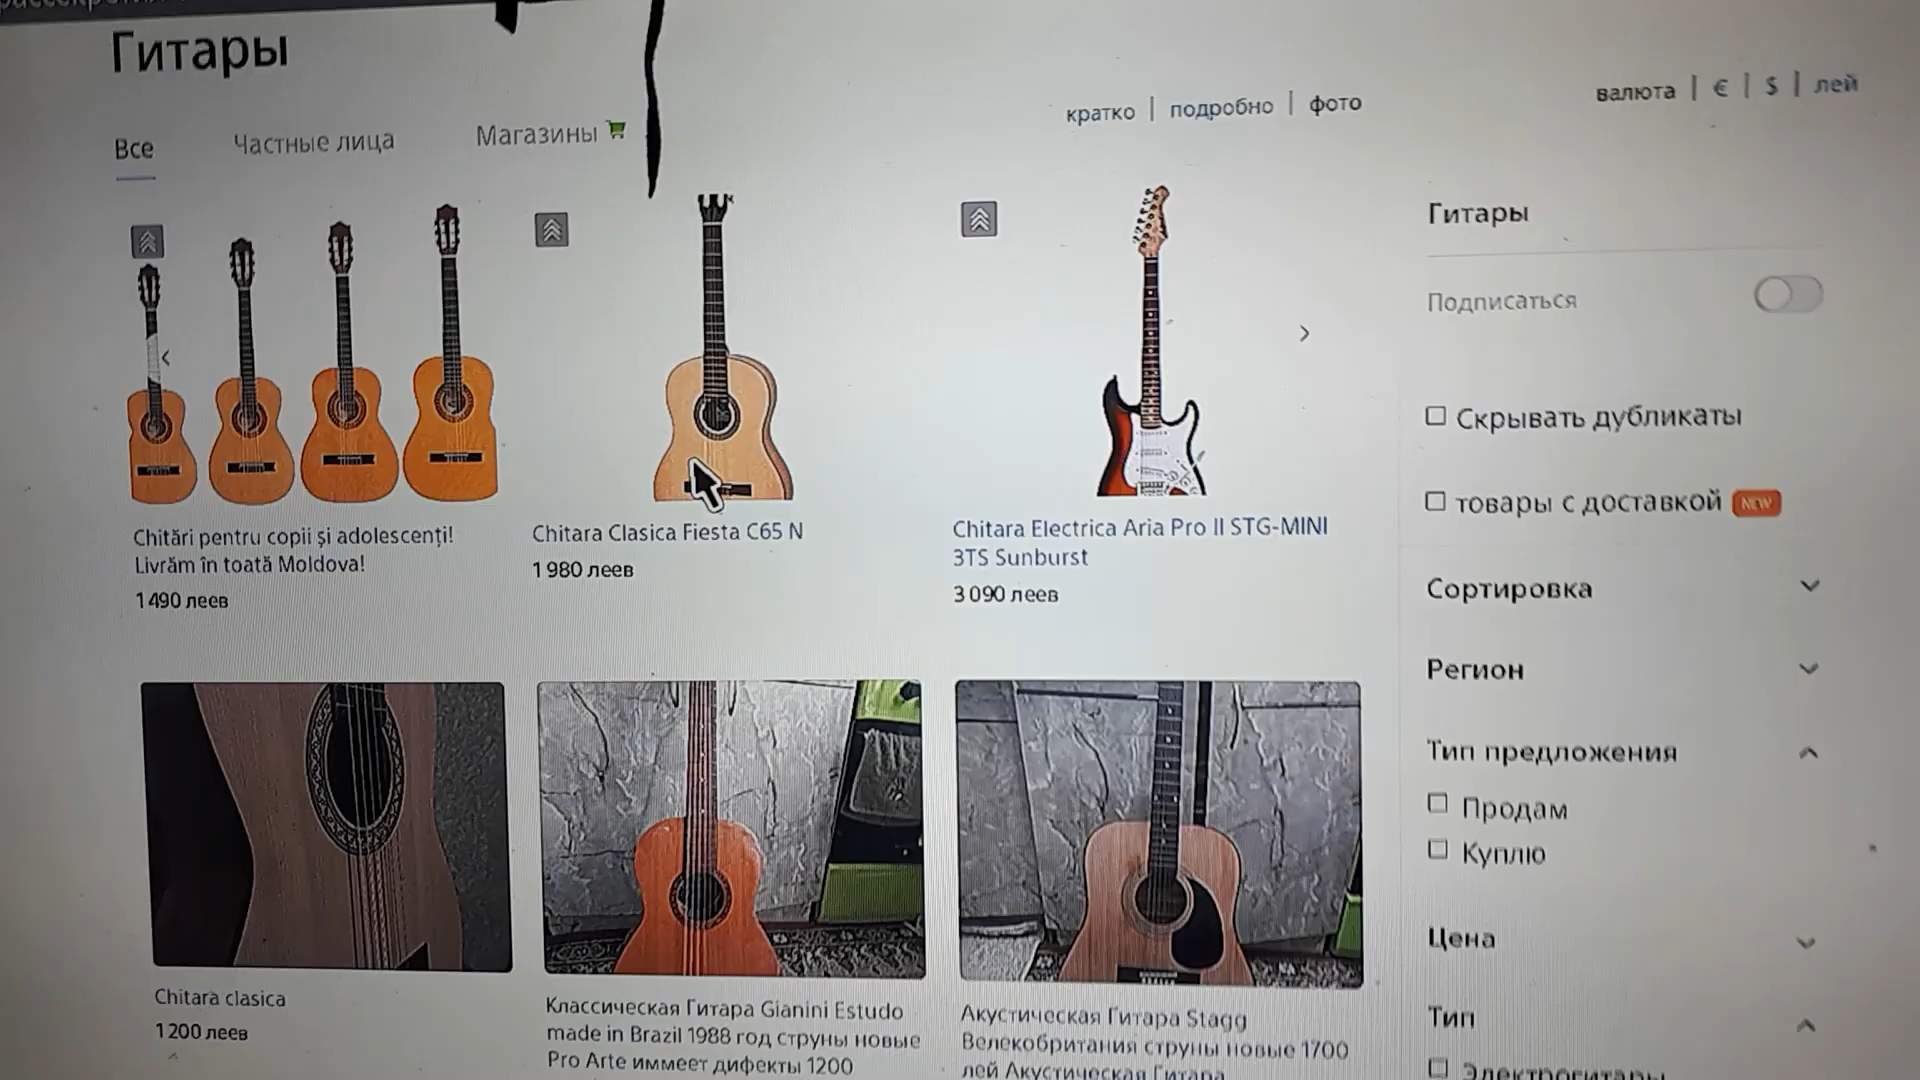 Гитары
Все
Частные лица
Магазины
кратко | подробно | фото
валюта | € | $ | лей
Chitări pentru copii și adolescenți!
Livrăm în toată Moldova!
1 490 леев
Chitara Clasica Fiesta C65 N
1 980 леев
Chitara Electrica Aria Pro II STG-MINI
3TS Sunburst
3 090 леев
Chitara clasica
1 200 леев
Классическая Гитара Gianini Estudo
made in Brazil 1988 год струны новые
Pro Arte иммеет дифекты 1200
Акустическая Гитара Stagg
Велекобритания струны новые 1700
лей Акустическая Гитара
Гитары
Подписаться
Скрывать дубликаты
товары с доставкой NEW
Сортировка
Регион
Тип предложения
Продам
Куплю
Цена
Тип
Электрогитары